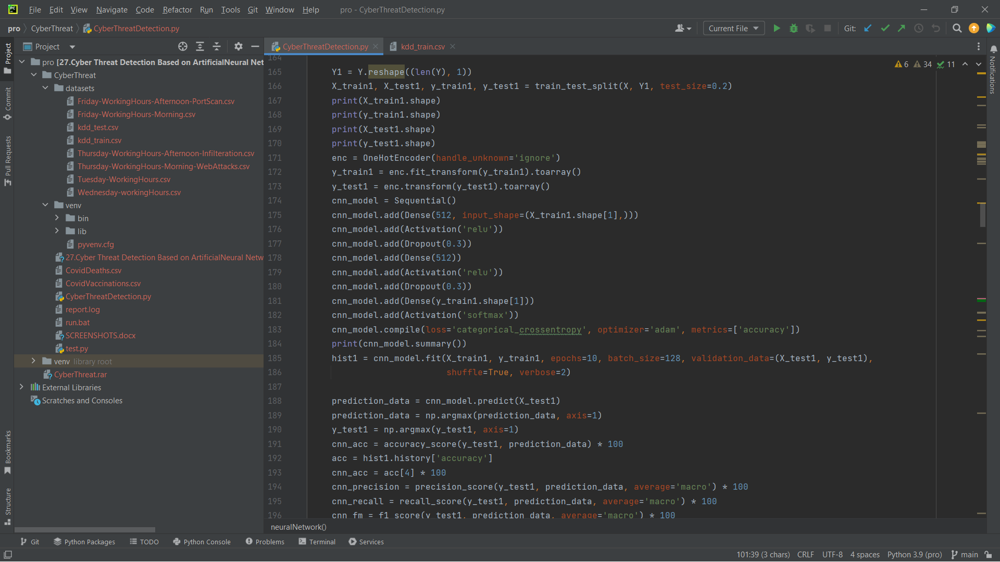 File Edit View Navigate Code Refactor Run Tools Git Window Help pro - CyberThreatDetection.py
pro CyberThreat CyberThreatDetection.py Current File Git:
Project
CyberThreatDetection.py kdd_train.csv
6 34 11
Project
Commit
Pull Requests
Bookmarks
Structure
Notifications
pro [27.Cyber Threat Detection Based on ArtificialNeural Net
CyberThreat
datasets
Friday-WorkingHours-Afternoon-PortScan.csv
Friday-WorkingHours-Morning.csv
kdd_test.csv
kdd_train.csv
Thursday-WorkingHours-Afternoon-Infilteration.csv
Thursday-WorkingHours-Morning-WebAttacks.csv
Tuesday-WorkingHours.csv
Wednesday-workingHours.csv
venv
bin
lib
pyvenv.cfg
27.Cyber Threat Detection Based on ArtificialNeural Netw
CovidDeaths.csv
CovidVaccinations.csv
CyberThreatDetection.py
report.log
run.bat
SCREENSHOTS.docx
test.py
venv library root
CyberThreat.rar
External Libraries
Scratches and Consoles
164
165 Y1 = Y.reshape((len(Y), 1))
166 X_train1, X_test1, y_train1, y_test1 = train_test_split(X, Y1, test_size=0.2)
167 print(X_train1.shape)
168 print(y_train1.shape)
169 print(X_test1.shape)
170 print(y_test1.shape)
171 enc = OneHotEncoder(handle_unknown='ignore')
172 y_train1 = enc.fit_transform(y_train1).toarray()
173 y_test1 = enc.transform(y_test1).toarray()
174 cnn_model = Sequential()
175 cnn_model.add(Dense(512, input_shape=(X_train1.shape[1],)))
176 cnn_model.add(Activation('relu'))
177 cnn_model.add(Dropout(0.3))
178 cnn_model.add(Dense(512))
179 cnn_model.add(Activation('relu'))
180 cnn_model.add(Dropout(0.3))
181 cnn_model.add(Dense(y_train1.shape[1]))
182 cnn_model.add(Activation('softmax'))
183 cnn_model.compile(loss='categorical_crossentropy', optimizer='adam', metrics=['accuracy'])
184 print(cnn_model.summary())
185 hist1 = cnn_model.fit(X_train1, y_train1, epochs=10, batch_size=128, validation_data=(X_test1, y_test1),
186 shuffle=True, verbose=2)
187
188 prediction_data = cnn_model.predict(X_test1)
189 prediction_data = np.argmax(prediction_data, axis=1)
190 y_test1 = np.argmax(y_test1, axis=1)
191 cnn_acc = accuracy_score(y_test1, prediction_data) * 100
192 acc = hist1.history['accuracy']
193 cnn_acc = acc[4] * 100
194 cnn_precision = precision_score(y_test1, prediction_data, average='macro') * 100
195 cnn_recall = recall_score(y_test1, prediction_data, average='macro') * 100
196 cnn_fm = f1_score(y_test1, prediction_data, average='macro') * 100
neuralNetwork()
Git Python Packages TODO Python Console Problems Terminal Services
101:39 (3 chars) CRLF UTF-8 4 spaces Python 3.9 (pro) main